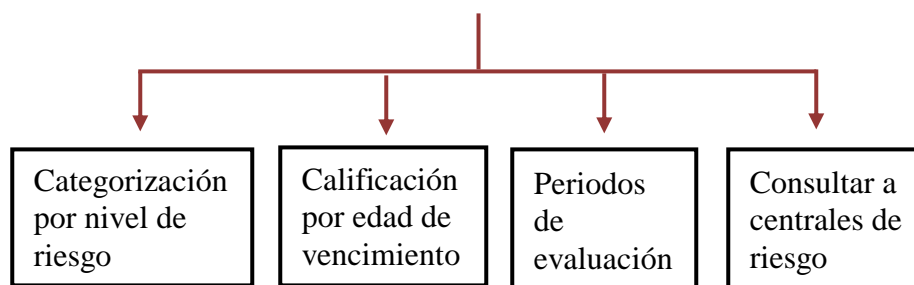 Categorización
por nivel de
riesgo
Calificación
por edad de
vencimiento
Periodos
de
evaluación
Consultar a
centrales de
riesgo